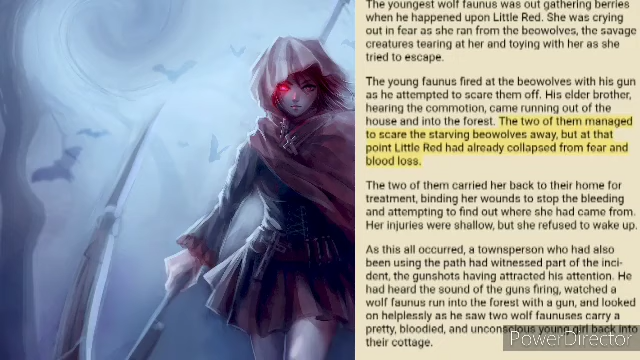 The youngest wolf faunus was out gathering berries
when he happened upon Little Red. She was crying
out in fear as she ran from the beowolves, the savage
creatures tearing at her and toying with her as she
tried to escape.
The young faunus fired at the beowolves with his gun
as he attempted to scare them off. His elder brother,
hearing the commotion, came running out of the
house and into the forest. The two of them managed
to scare the starving beowolves away, but at that
point Little Red had already collapsed from fear and
blood loss.
The two of them carried her back to their home for
treatment, binding her wounds to stop the bleeding
and attempting to find out where she had came from.
Her injuries were shallow, but she refused to wake up.
As this all occurred, a townsperson who had also
been using the path had witnessed part of the inci-
dent, the gunshots having attracted his attention. He
had heard the sound of the guns firing, watched a
wolf faunus run into the forest with a gun, and looked
on helplessly as he saw two wolf faunuses carry a
pretty, bloodied, and unconscious young girl back into
their cottage.
PowerDirector